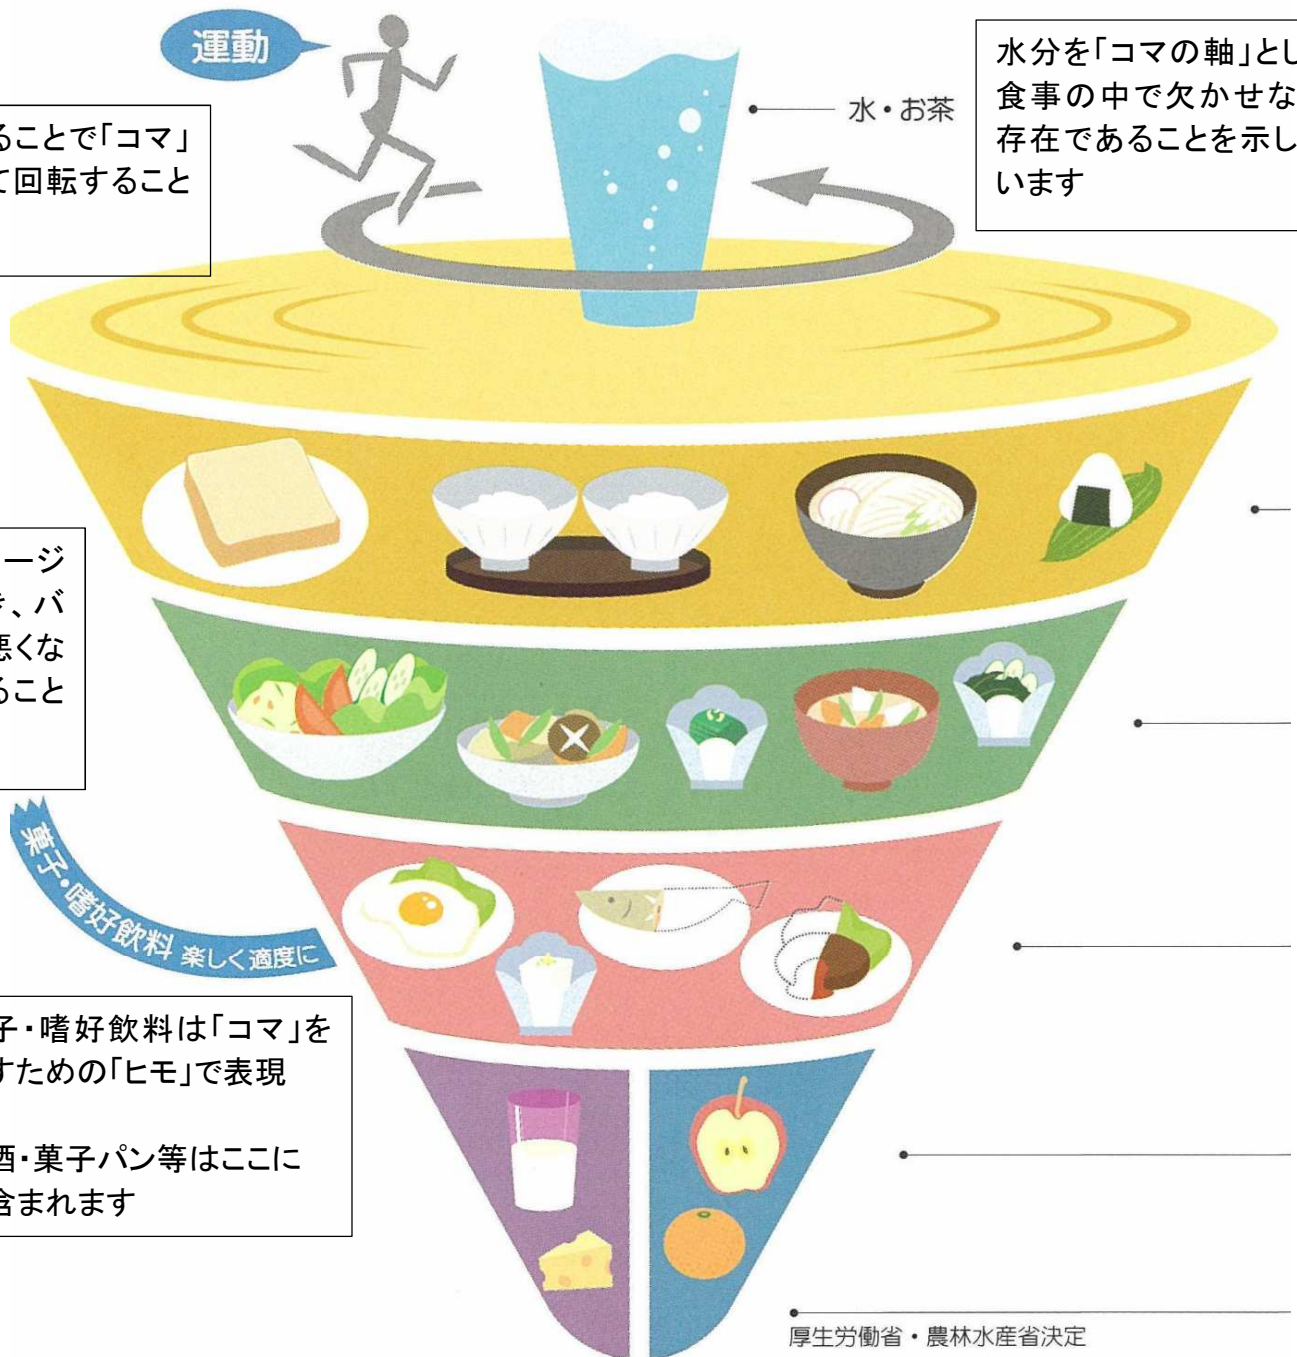 運動
水・お茶
水分を「コマの軸」とし
食事の中で欠かせな
存在であることを示し
います
ることで「コマ」
て回転すること
ージ
き、バ
悪くな
ること
菓子・嗜好飲料 楽しく適度に
子・嗜好飲料は「コマ」を
すための「ヒモ」で表現
酒・菓子パン等はここに
含まれます
厚生労働省・農林水産省決定